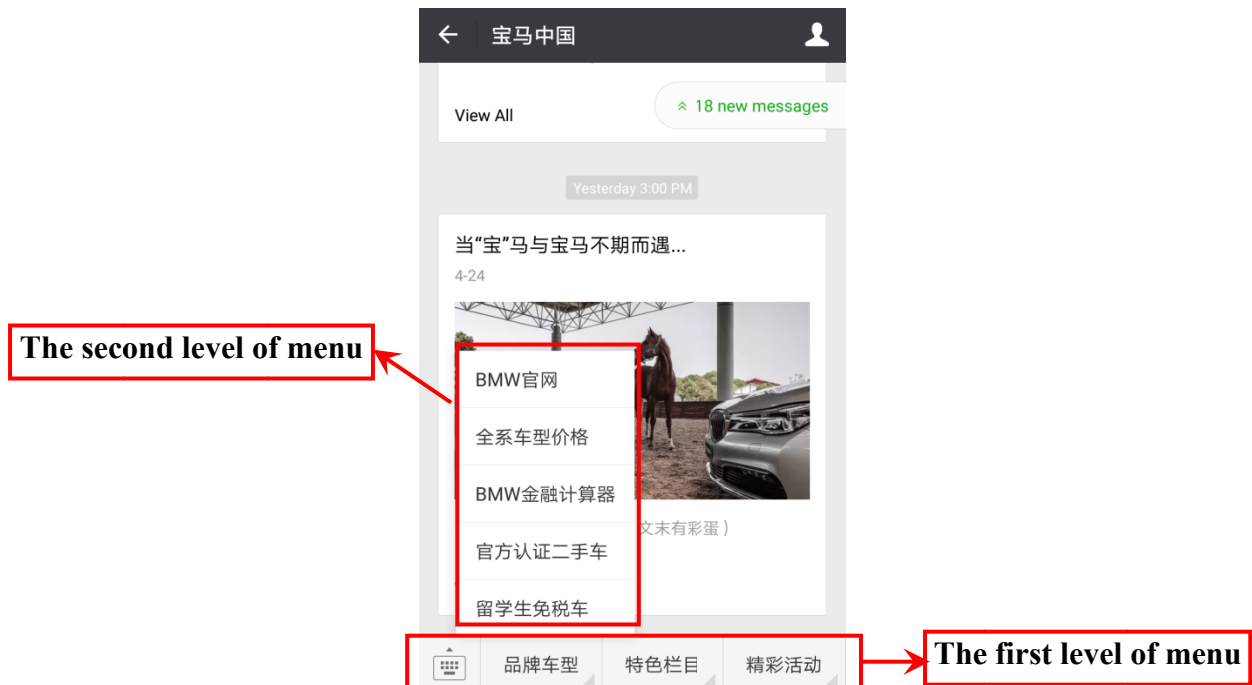 宝马中国
18 new messages
View All
Yesterday 3:00 PM
当“宝”马与宝马不期而遇...
4-24
The second level of menu
BMW官网
全系车型价格
BMW金融计算器
文末有彩蛋）
官方认证二手车
留学生免税车
品牌车型
特色栏目
精彩活动
The first level of menu